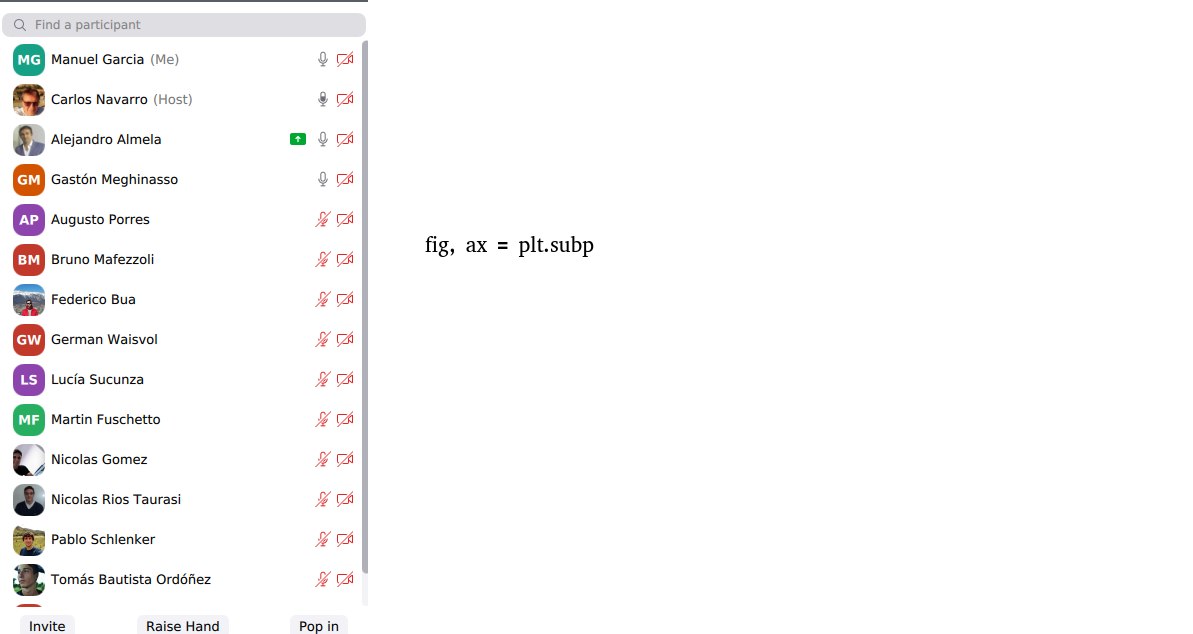 Find a participant
MG Manuel Garcia (Me)
Carlos Navarro (Host)
Alejandro Almela
GM Gastón Meghinasso
AP Augusto Porres
BM Bruno Mafezzoli
Federico Bua
GW German Waisvol
LS Lucía Sucunza
MF Martin Fuschetto
Nicolas Gomez
Nicolas Rios Taurasi
Pablo Schlenker
Tomás Bautista Ordóñez
Invite Raise Hand Pop in
fig, ax = plt.subp